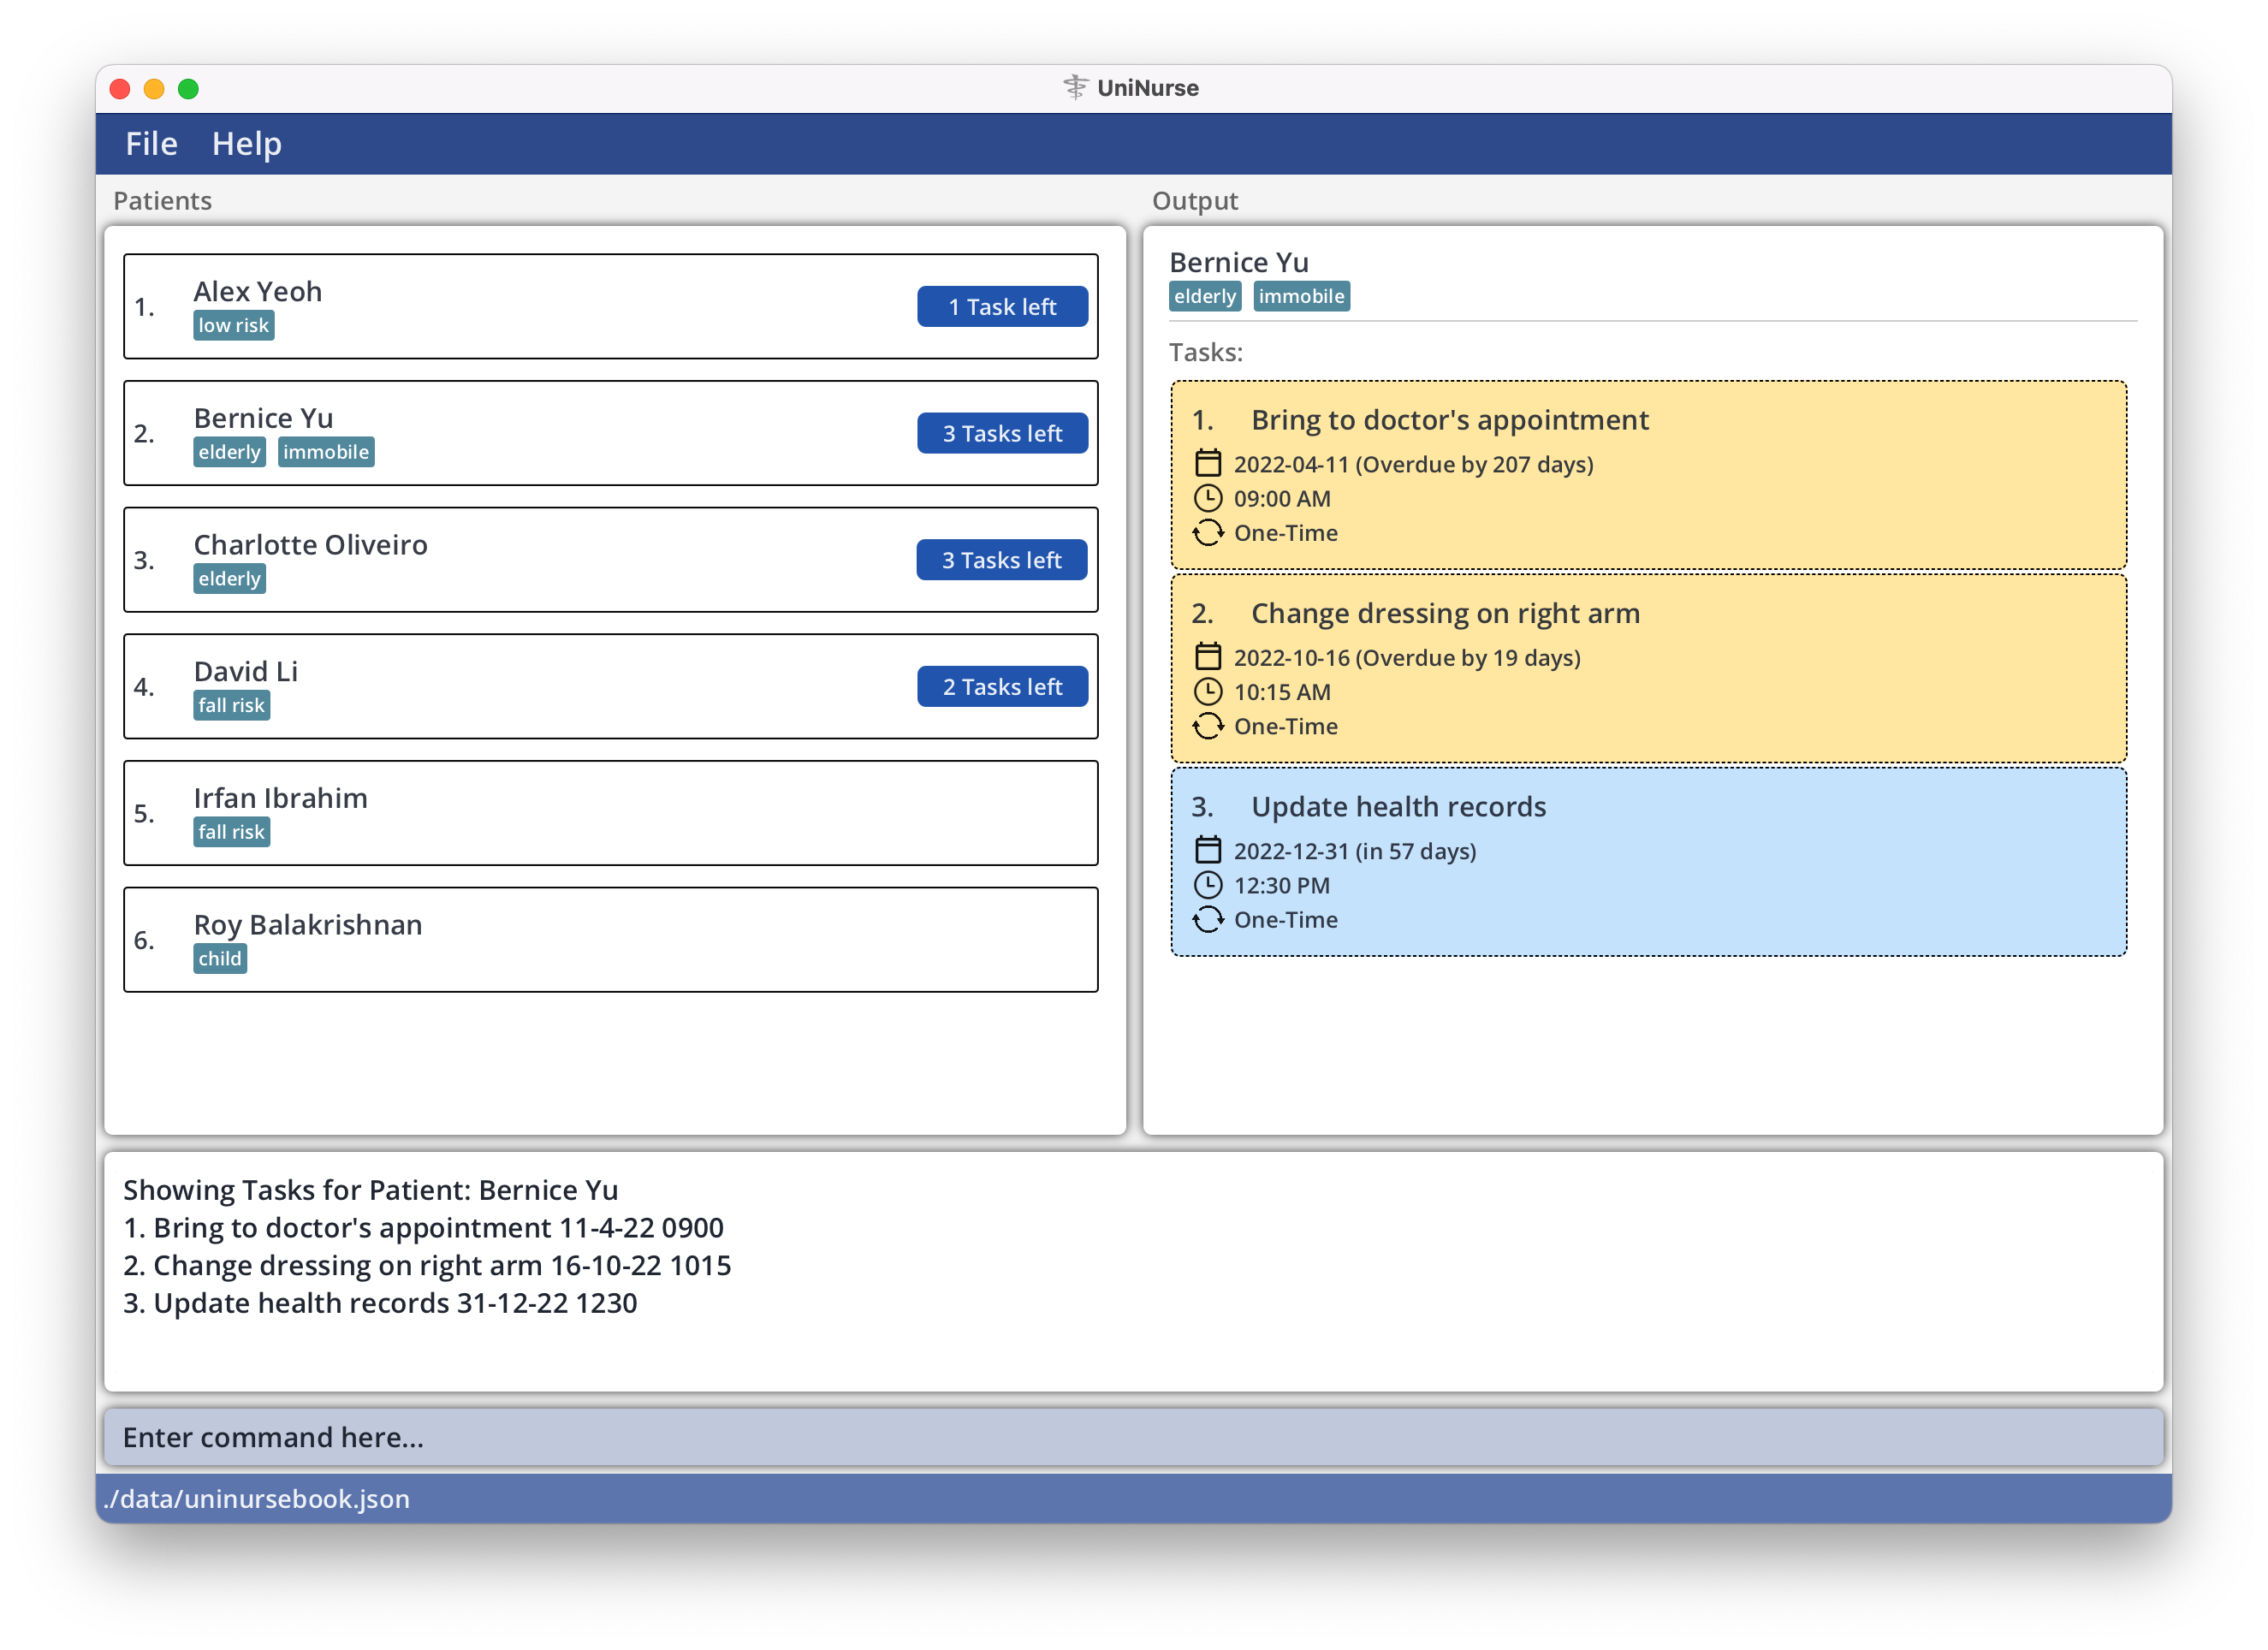 UniNurse
File Help
Patients
1. Alex Yeoh
low risk
1 Task left
2. Bernice Yu
elderly immobile
3 Tasks left
3. Charlotte Oliveiro
elderly
3 Tasks left
4. David Li
fall risk
2 Tasks left
5. Irfan Ibrahim
fall risk
6. Roy Balakrishnan
child
Output
Bernice Yu
elderly immobile
Tasks:
1. Bring to doctor's appointment
2022-04-11 (Overdue by 207 days)
09:00 AM
One-Time
2. Change dressing on right arm
2022-10-16 (Overdue by 19 days)
10:15 AM
One-Time
3. Update health records
2022-12-31 (in 57 days)
12:30 PM
One-Time
Showing Tasks for Patient: Bernice Yu
1. Bring to doctor's appointment 11-4-22 0900
2. Change dressing on right arm 16-10-22 1015
3. Update health records 31-12-22 1230
Enter command here...
./data/uninursebook.json